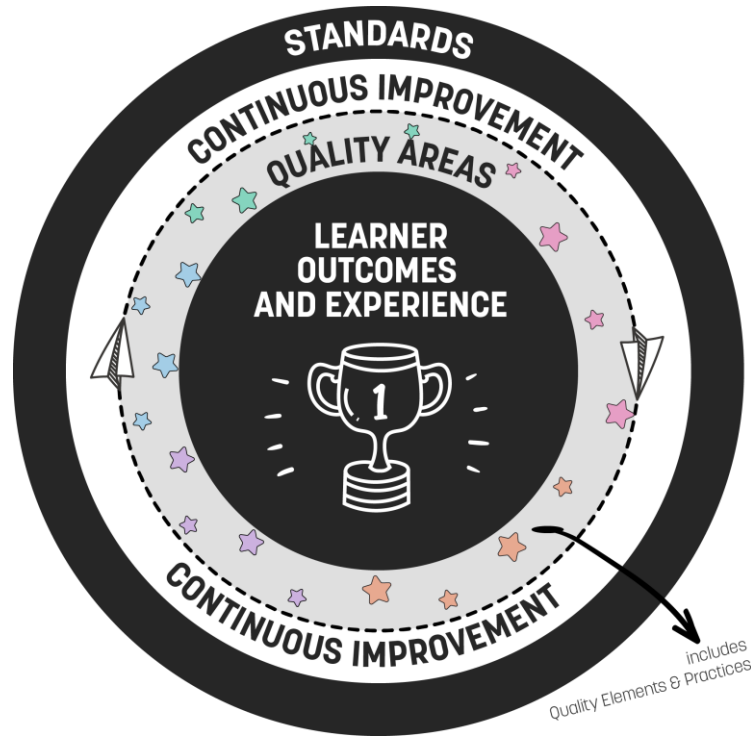 STANDARDS
CONTINUOUS IMPROVEMENT
QUALITY AREAS
LEARNER
OUTCOMES
AND EXPERIENCE
1
CONTINUOUS IMPROVEMENT
includes
Quality Elements & Practices